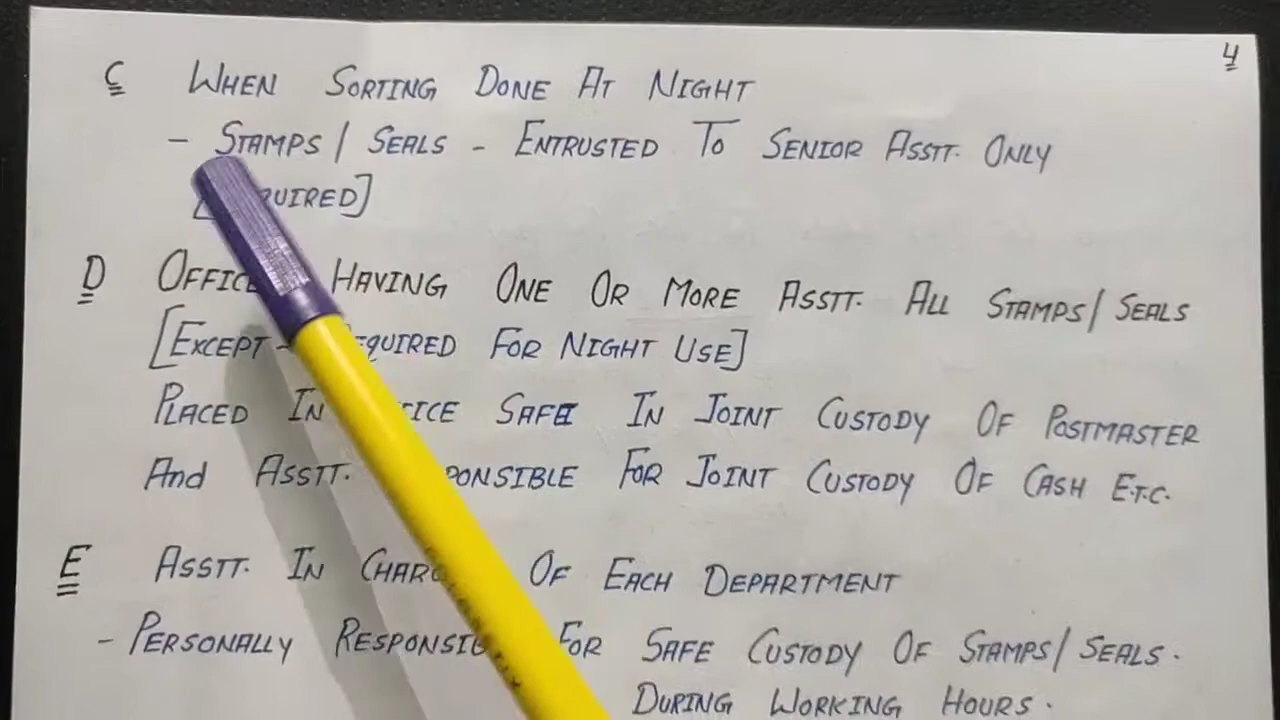 4
C WHEN SORTING DONE AT NIGHT
- STAMPS / SEALS - ENTRUSTED TO SENIOR ASSTT. ONLY
UIRED]
D OFFIC HAVING ONE OR MORE ASSTT. ALL STAMPS / SEALS
[EXCEPT - EQUIRED FOR NIGHT USE]
PLACED IN ICE SAFE IN JOINT CUSTODY OF POSTMASTER
And ASSTT. PONSIBLE FOR JOINT CUSTODY OF CASH E.T.C.
E ASSTT. IN CHARG OF EACH DEPARTMENT
- PERSONALLY RESPONSIB FOR SAFE CUSTODY OF STAMPS / SEALS.
DURING WORKING HOURS.